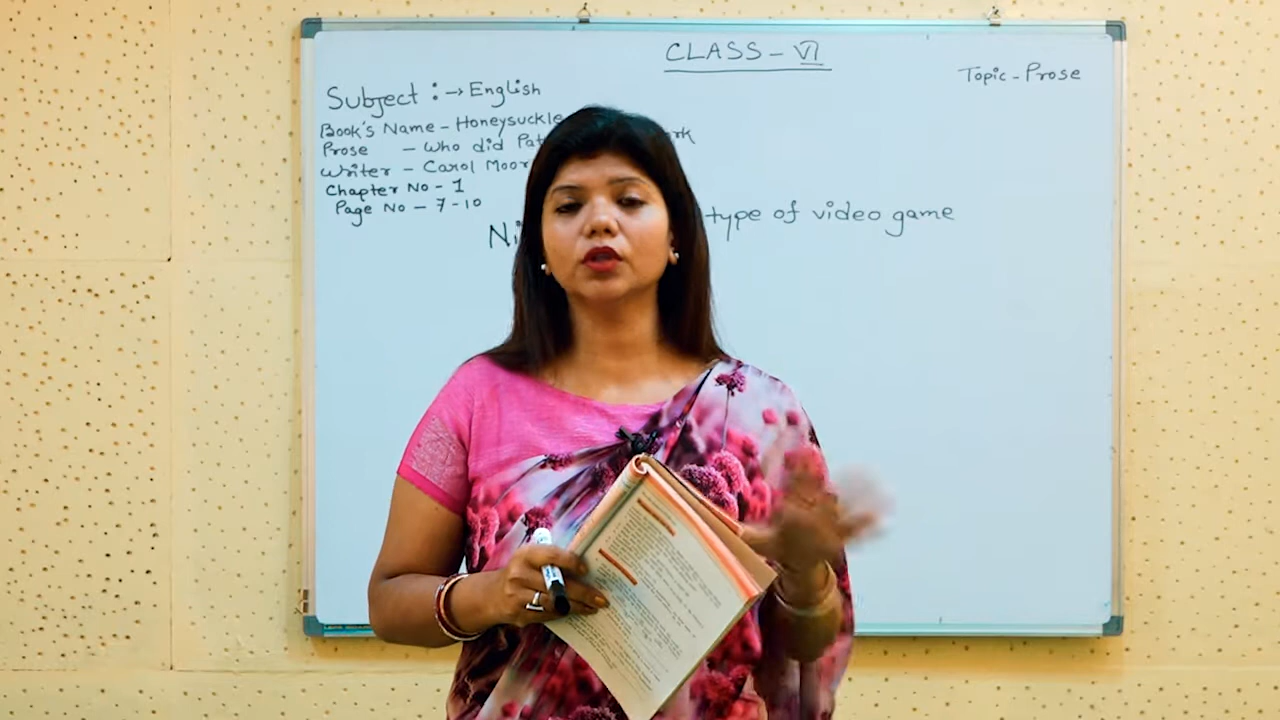 CLASS - VI
Topic - Prose
Subject : → English
Book's Name - Honeysuckle
Prose - Who did
Writer - Carol
Chapter No - 1
Page No - 7-10
type of video game